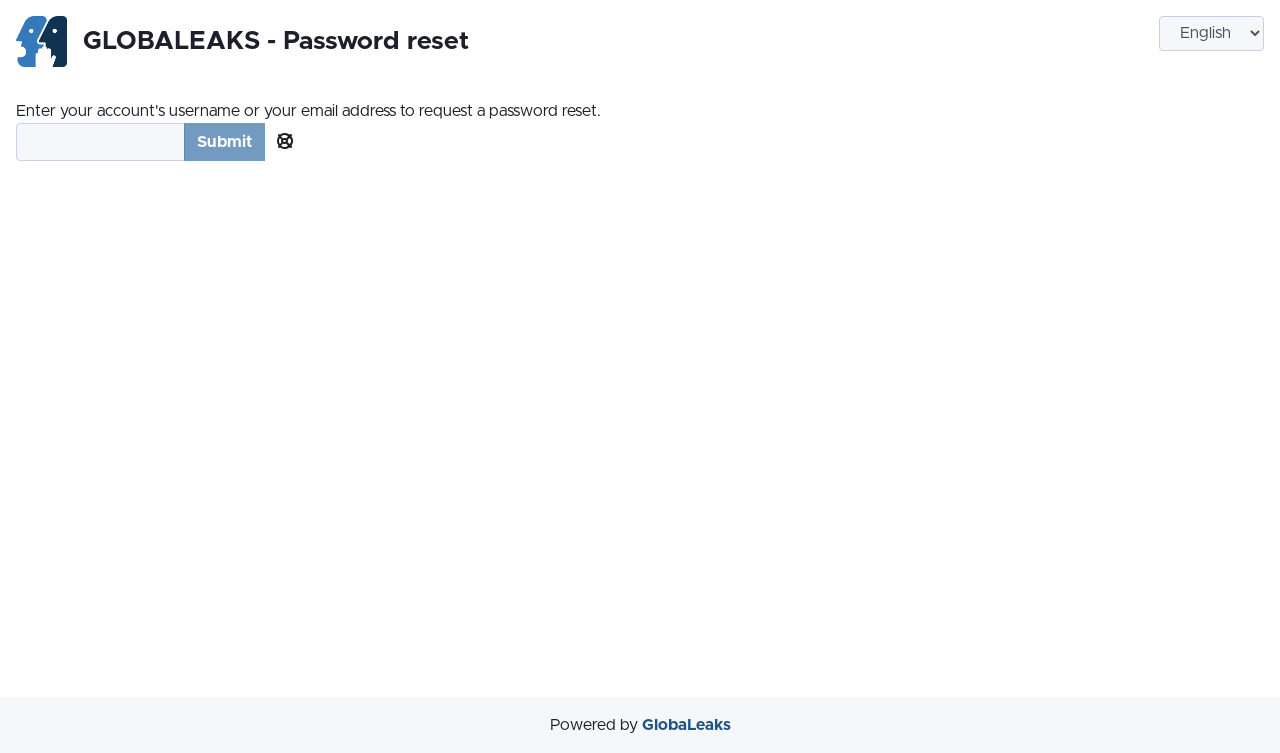 GLOBALEAKS - Password reset
English
Enter your account's username or your email address to request a password reset.
Submit
Powered by GlobaLeaks